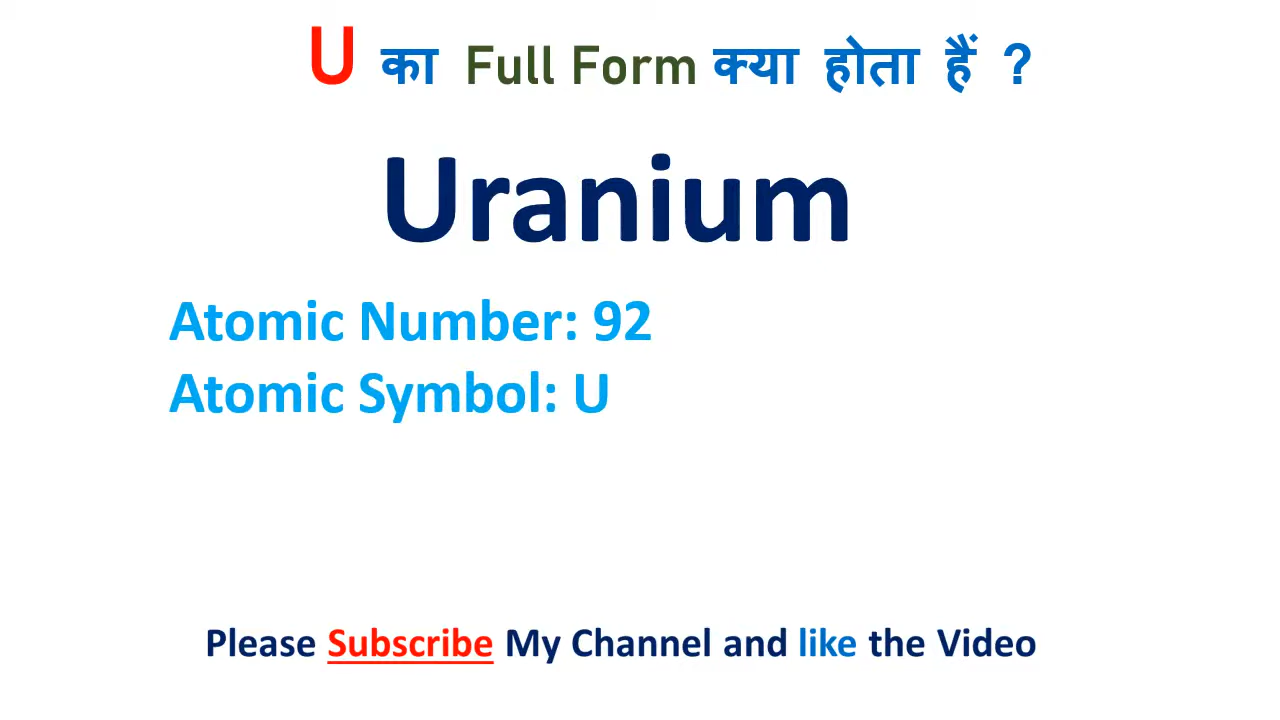 U का Full Form क्या होता हैं ?
Uranium
Atomic Number: 92
Atomic Symbol: U
Please Subscribe My Channel and like the Video